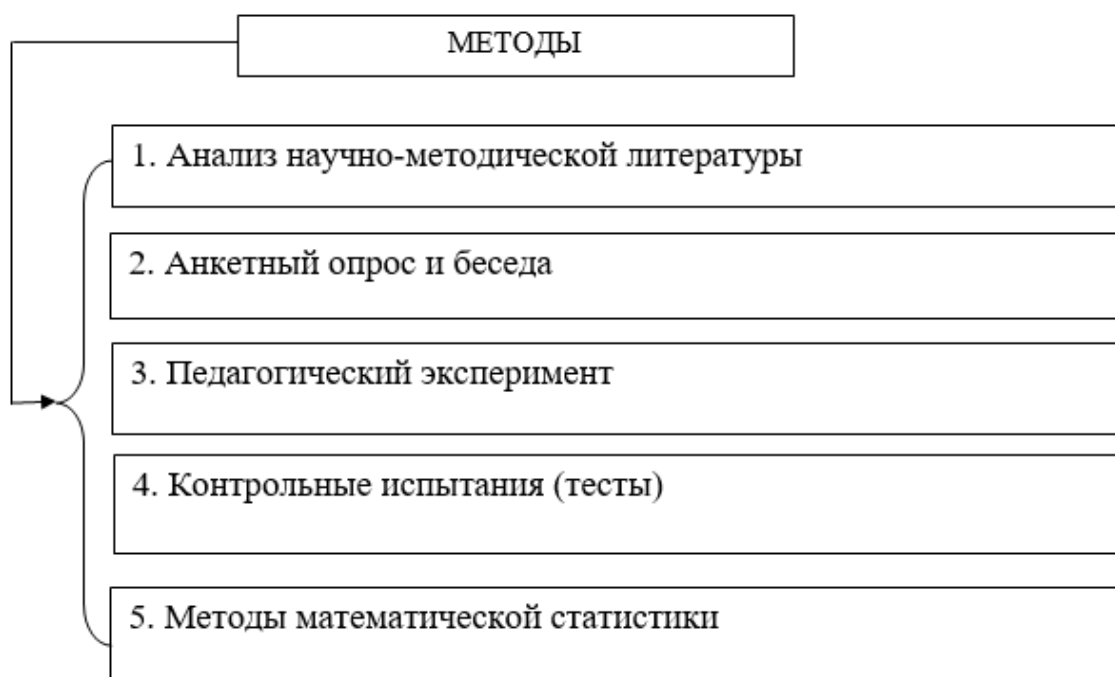 МЕТОДЫ
1. Анализ научно-методической литературы
2. Анкетный опрос и беседа
3. Педагогический эксперимент
4. Контрольные испытания (тесты)
5. Методы математической статистики